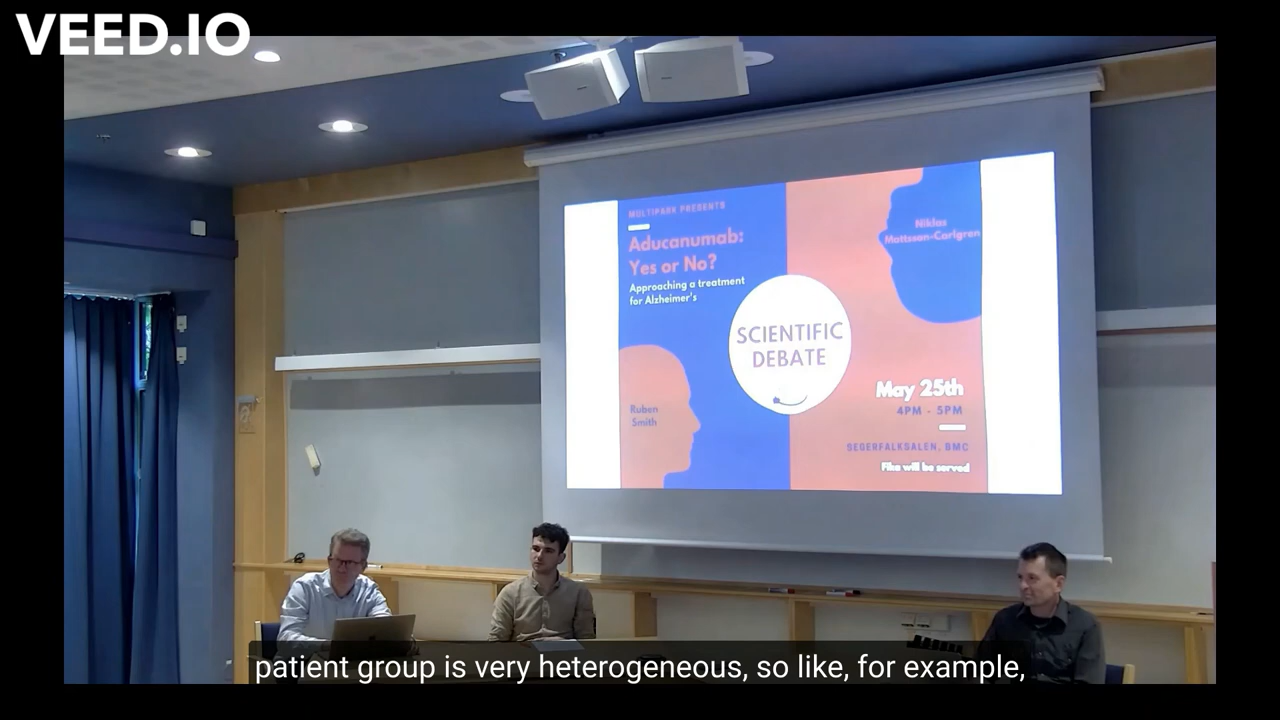 VEED.IO
MULTIPARK PRESENTS
Aducanumab:
Yes or No?
Approaching a treatment
for Alzheimer's
Niklas
Mattsson-Carlgren
SCIENTIFIC
DEBATE
Ruben
Smith
May 25th
4PM - 5PM
SEGERFALKSALEN, BMC
Fika will be served
patient group is very heterogeneous, so like, for example,